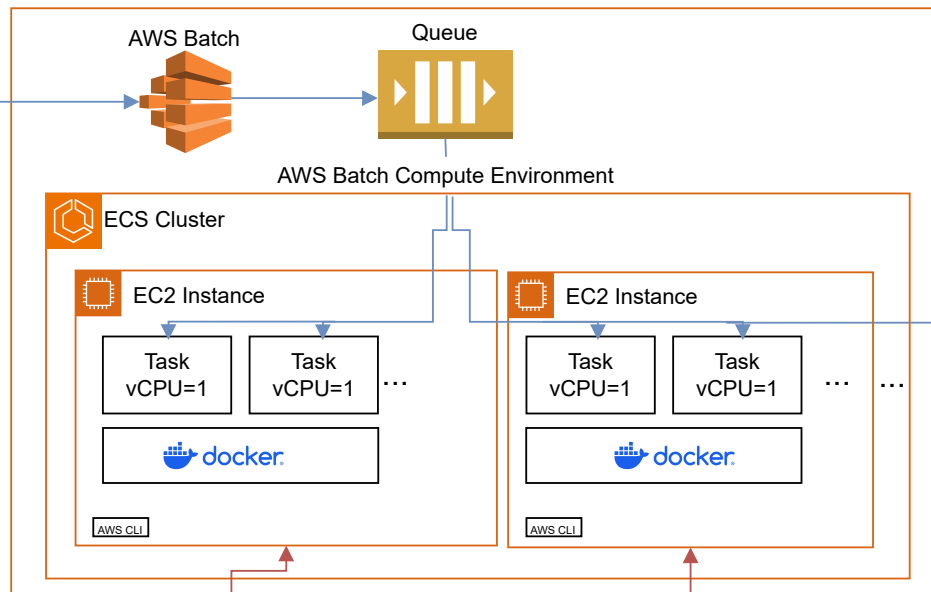 AWS Batch
Queue
AWS Batch Compute Environment
ECS Cluster
EC2 Instance
EC2 Instance
Task
vCPU=1
Task
vCPU=1
...
Task
vCPU=1
Task
vCPU=1
...
...
docker
docker
AWS CLI
AWS CLI